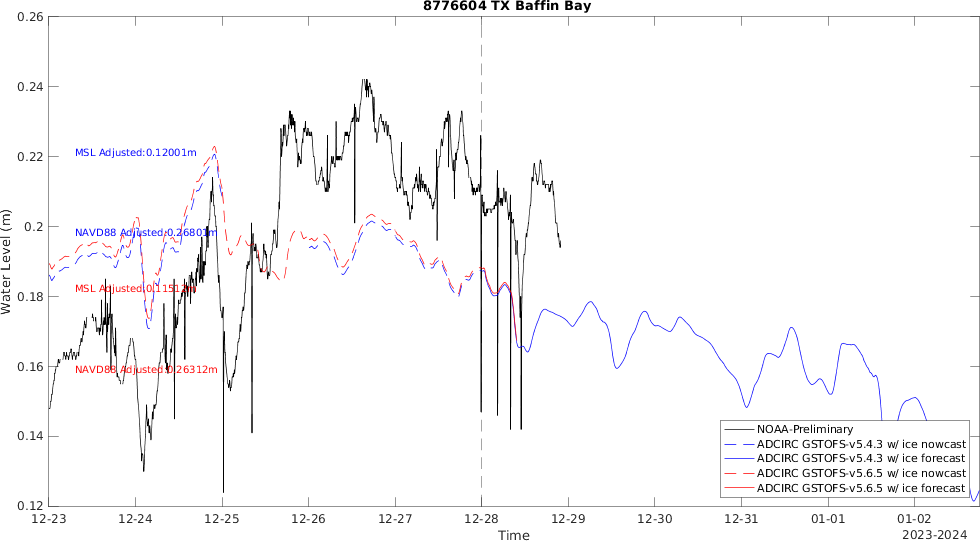 8776604 TX Baffin Bay
0.26
0.24
0.22
0.2
0.18
0.16
0.14
0.12
Water Level (m)
MSL Adjusted:0.12001m
NAVD88 Adjusted:0.26801m
MSL Adjusted:0.11512m
NAVD88 Adjusted:0.26312m
NOAA-Preliminary
ADCIRC GSTOFS-v5.4.3 w/ ice nowcast
ADCIRC GSTOFS-v5.4.3 w/ ice forecast
ADCIRC GSTOFS-v5.6.5 w/ ice nowcast
ADCIRC GSTOFS-v5.6.5 w/ ice forecast
12-23 12-24 12-25 12-26 12-27 12-28 12-29 12-30 12-31 01-01 01-02
Time
2023-2024